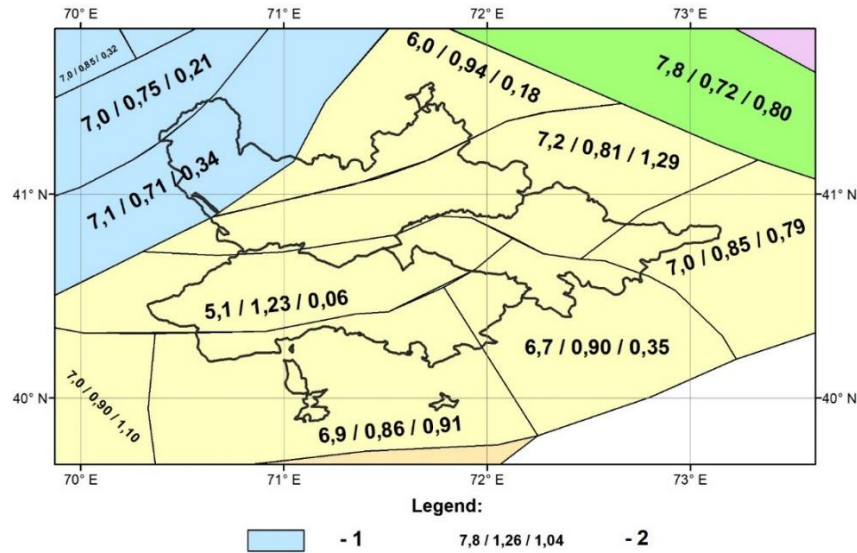 70° E 71° E 72° E 73° E
7,0 / 0,85 / 0,32
6,0 / 0,94 / 0,18
7,8 / 0,72 / 0,80
7,0 / 0,75 / 0,21
7,2 / 0,81 / 1,29
7,1 / 0,71 / 0,34
41° N 41° N
7,0 / 0,85 / 0,79
5,1 / 1,23 / 0,06
6,7 / 0,90 / 0,35
7,0 / 0,90 / 1,10
40° N 40° N
6,9 / 0,86 / 0,91
70° E 71° E 72° E 73° E
Legend:
- 1 7,8 / 1,26 / 1,04 - 2